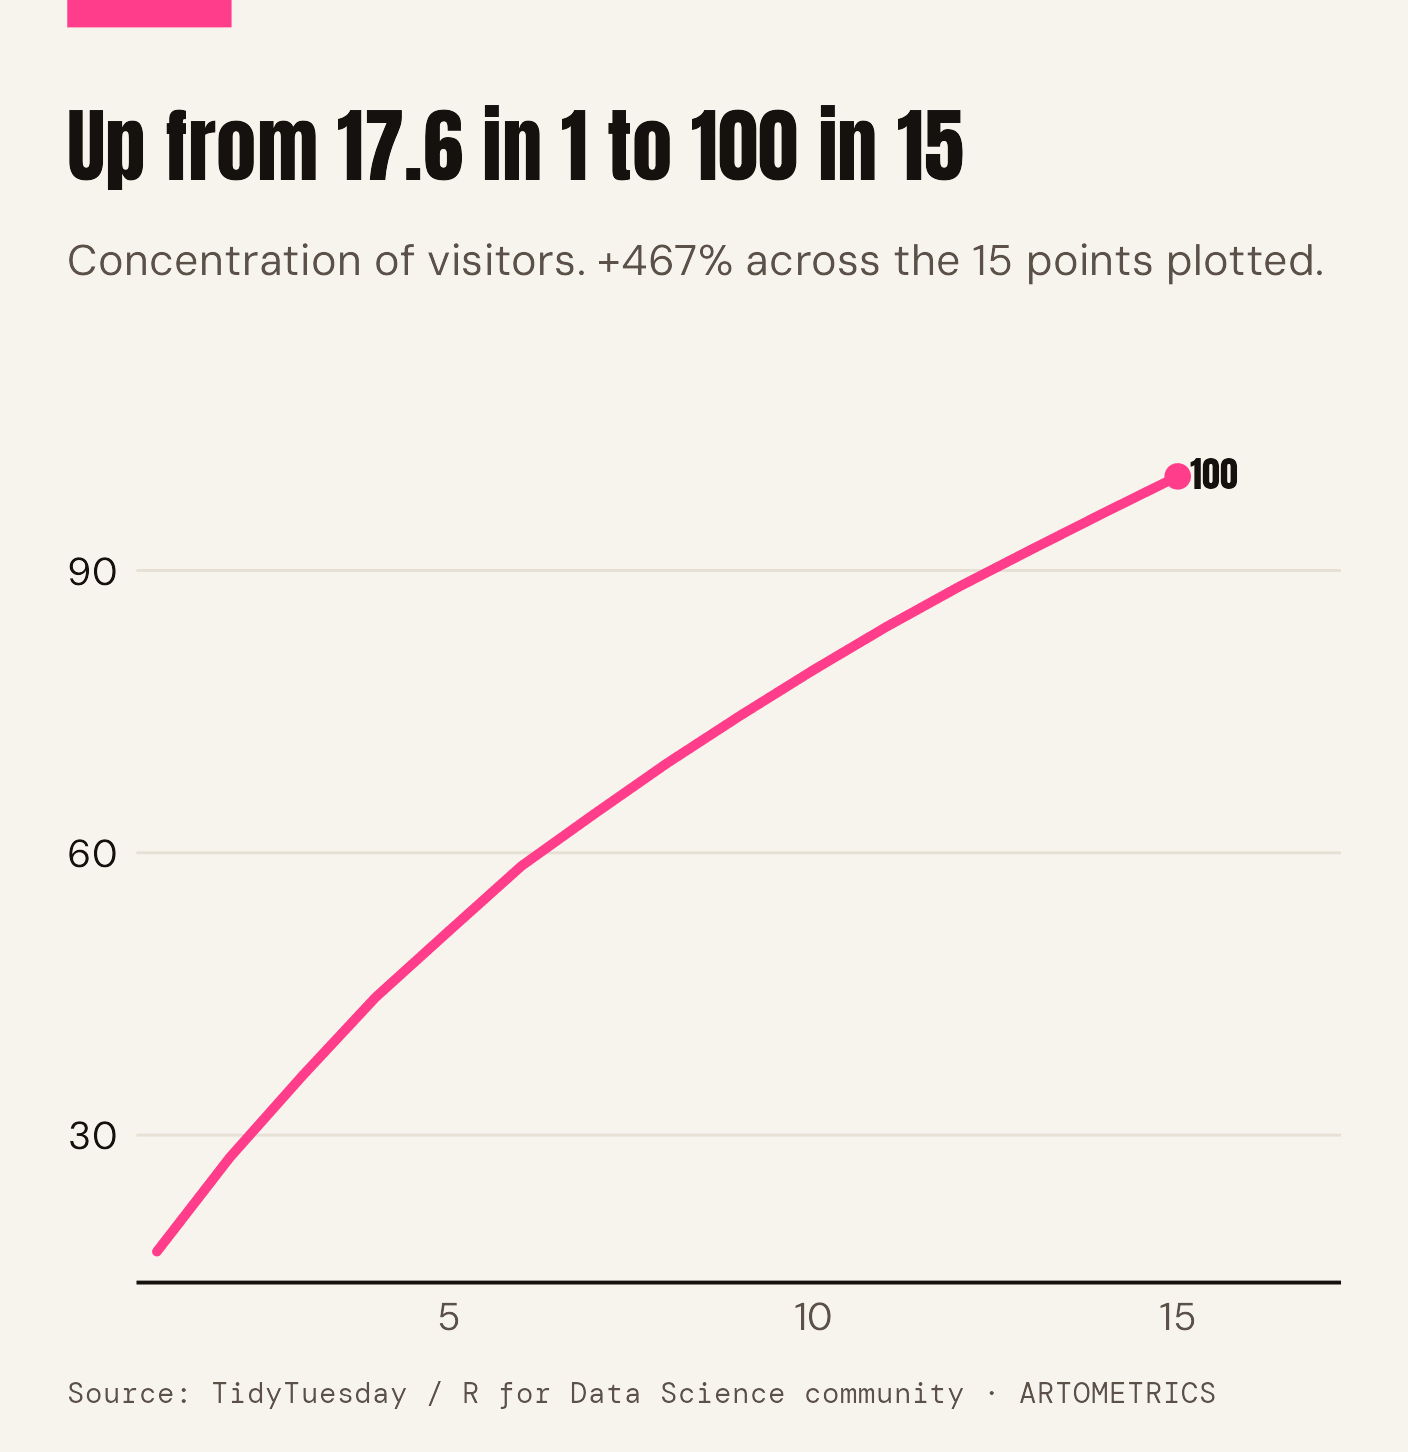 Up from 17.6 in 1 to 100 in 15
Concentration of visitors. +467% across the 15 points plotted.
100
90
60
30
5 10 15
Source: TidyTuesday / R for Data Science community · ARTOMETRICS